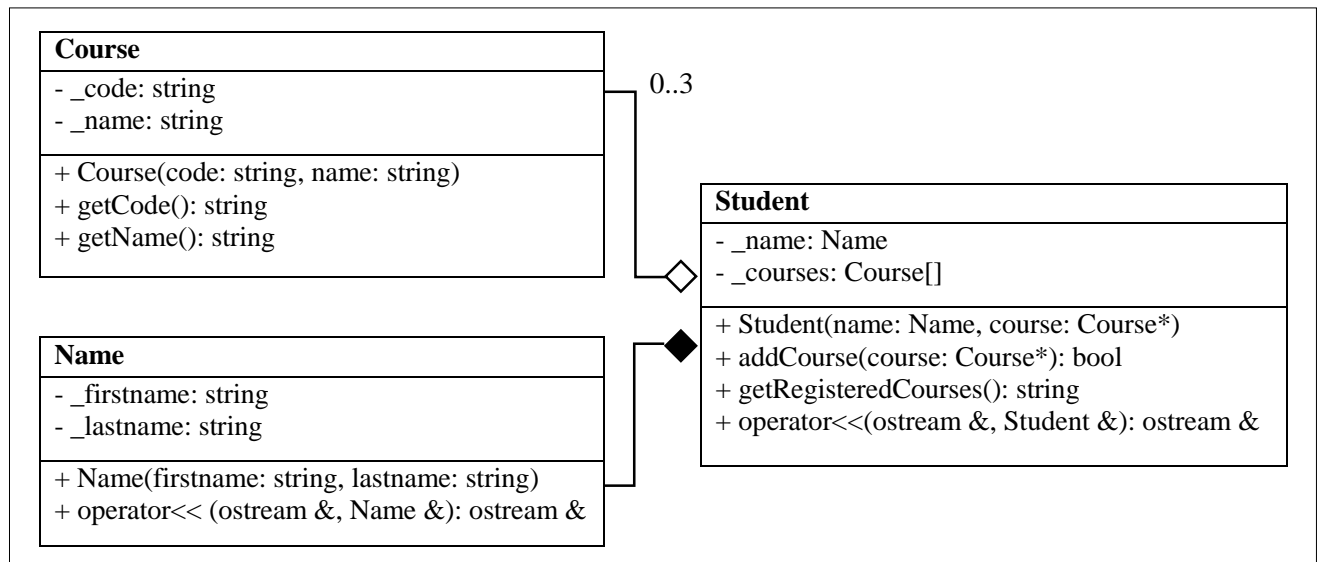 Course
- _code: string
- _name: string
+ Course(code: string, name: string)
+ getCode(): string
+ getName(): string
0..3
Name
- _firstname: string
- _lastname: string
+ Name(firstname: string, lastname: string)
+ operator<< (ostream &, Name &): ostream &
Student
- _name: Name
- _courses: Course[]
+ Student(name: Name, course: Course*)
+ addCourse(course: Course*): bool
+ getRegisteredCourses(): string
+ operator<<(ostream &, Student &): ostream &